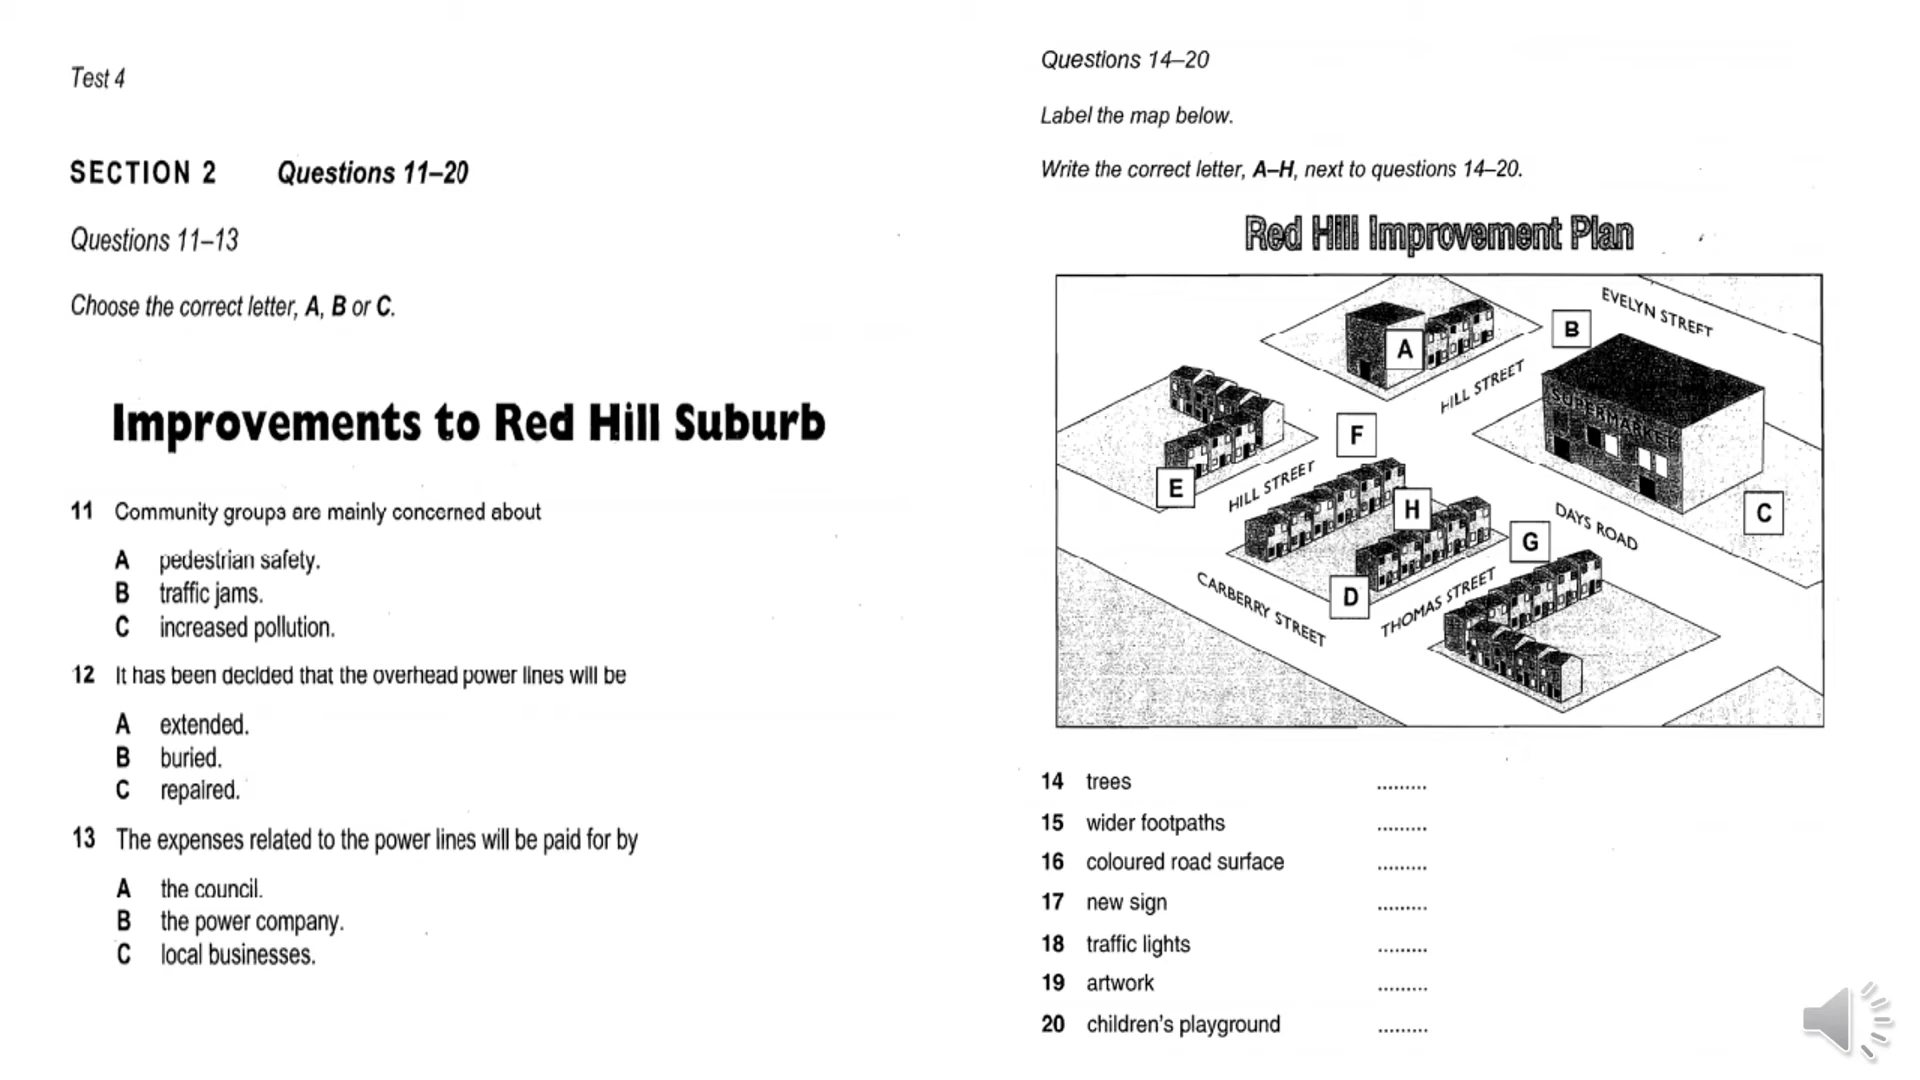 Test 4
SECTION 2 Questions 11–20
Questions 11–13
Choose the correct letter, A, B or C.
Improvements to Red Hill Suburb
11 Community groups are mainly concerned about
A pedestrian safety.
B traffic jams.
C increased pollution.
12 It has been decided that the overhead power lines will be
A extended.
B buried.
C repaired.
13 The expenses related to the power lines will be paid for by
A the council.
B the power company.
C local businesses.
Questions 14–20
Label the map below.
Write the correct letter, A–H, next to questions 14–20.
Red Hill Improvement Plan
EVELYN STREET
B
A
HILL STREET
SUPERMARKET
F
E
HILL STREET
H
C
DAYS ROAD
G
D
CARBERRY STREET
THOMAS STREET
14 trees .........
15 wider footpaths .........
16 coloured road surface .........
17 new sign .........
18 traffic lights .........
19 artwork .........
20 children's playground .........